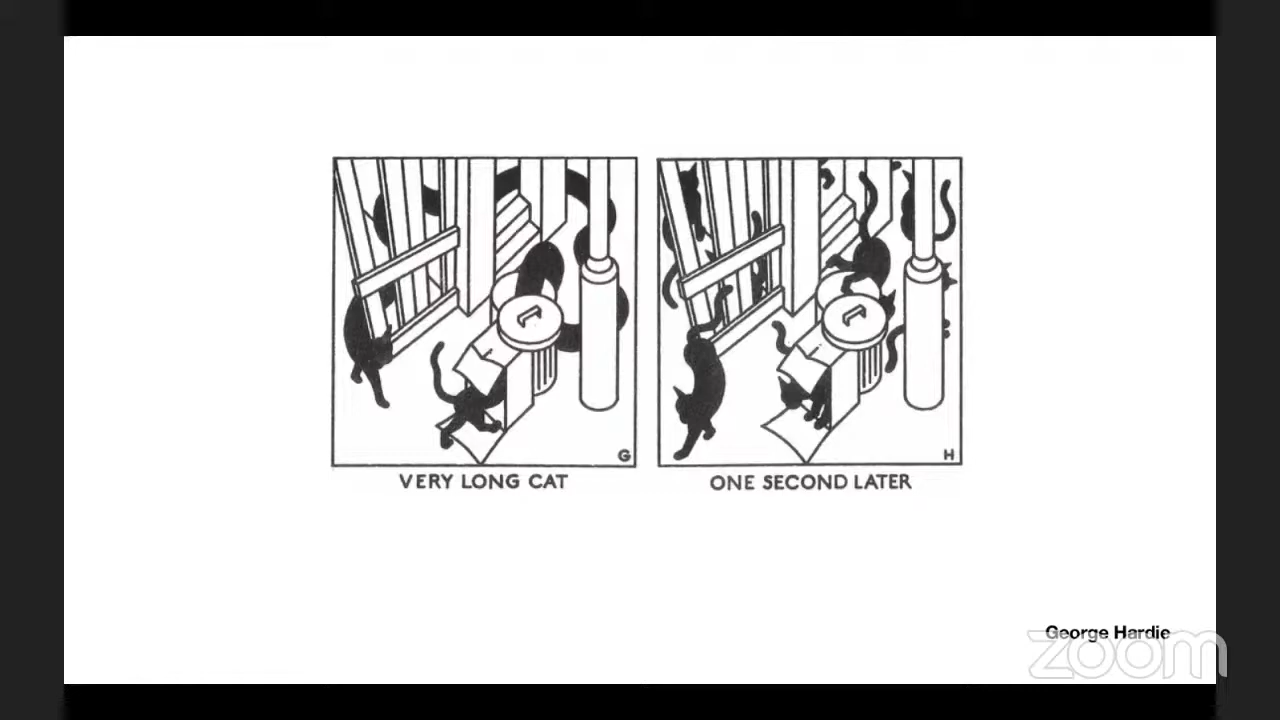 G
H
VERY LONG CAT
ONE SECOND LATER
George Hardie
zoom